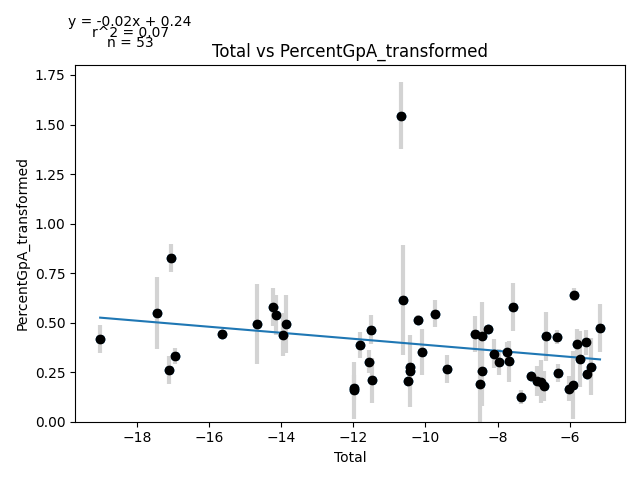 y = -0.02x + 0.24
r^2 = 0.07
n = 53
Total vs PercentGpA_transformed
1.75
1.50
1.25
1.00
0.75
0.50
0.25
0.00
PercentGpA_transformed
−18
−16
−14
−12
−10
−8
−6
Total